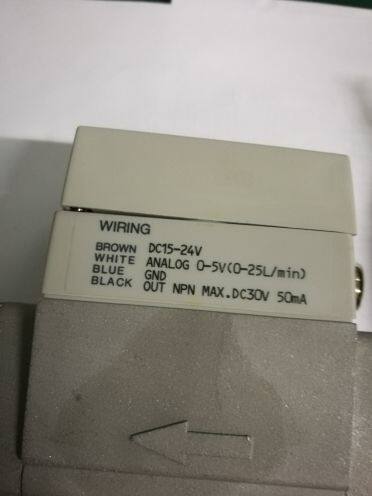 WIRING
BROWN DC15-24V
WHITE ANALOG 0-5V(0-25L/min)
BLUE GND
BLACK OUT NPN MAX.DC30V 50mA